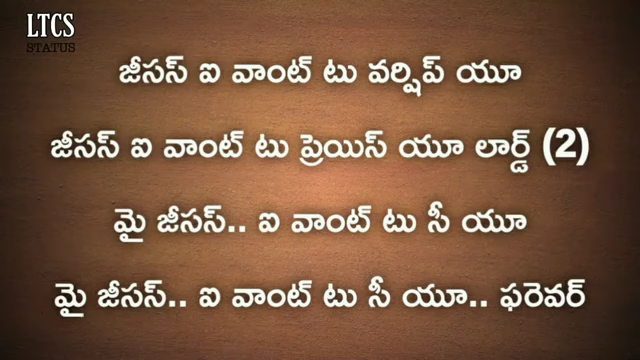 LTCS
STATUS
జీసస్ ఐ వాంట్ టు వర్షిప్ యూ
జీసస్ ఐ వాంట్ టు ప్రెయిస్ యూ లార్డ్ (2)
మై జీసస్.. ఐ వాంట్ టు సీ యూ
మై జీసస్.. ఐ వాంట్ టు సీ యూ.. ఫరెవర్